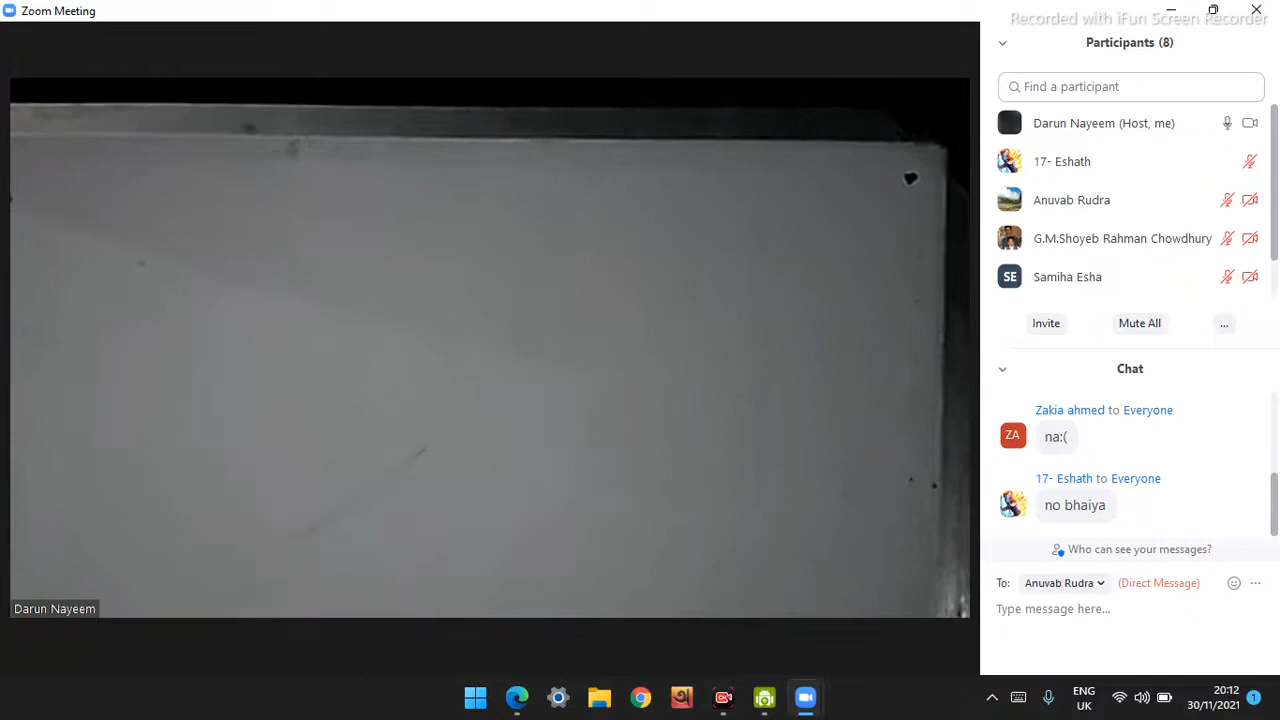 Zoom Meeting
Recorded with iFun Screen Recorder
Participants (8)
Find a participant
Darun Nayeem (Host, me)
17- Eshath
Anuvab Rudra
G.M.Shoyeb Rahman Chowdhury
SE Samiha Esha
Invite Mute All ...
Chat
Zakia ahmed to Everyone
ZA na:(
17- Eshath to Everyone
no bhaiya
Who can see your messages?
To: Anuvab Rudra (Direct Message)
Type message here...
Darun Nayeem
অ
ENG
UK
20:12
30/11/2021
1